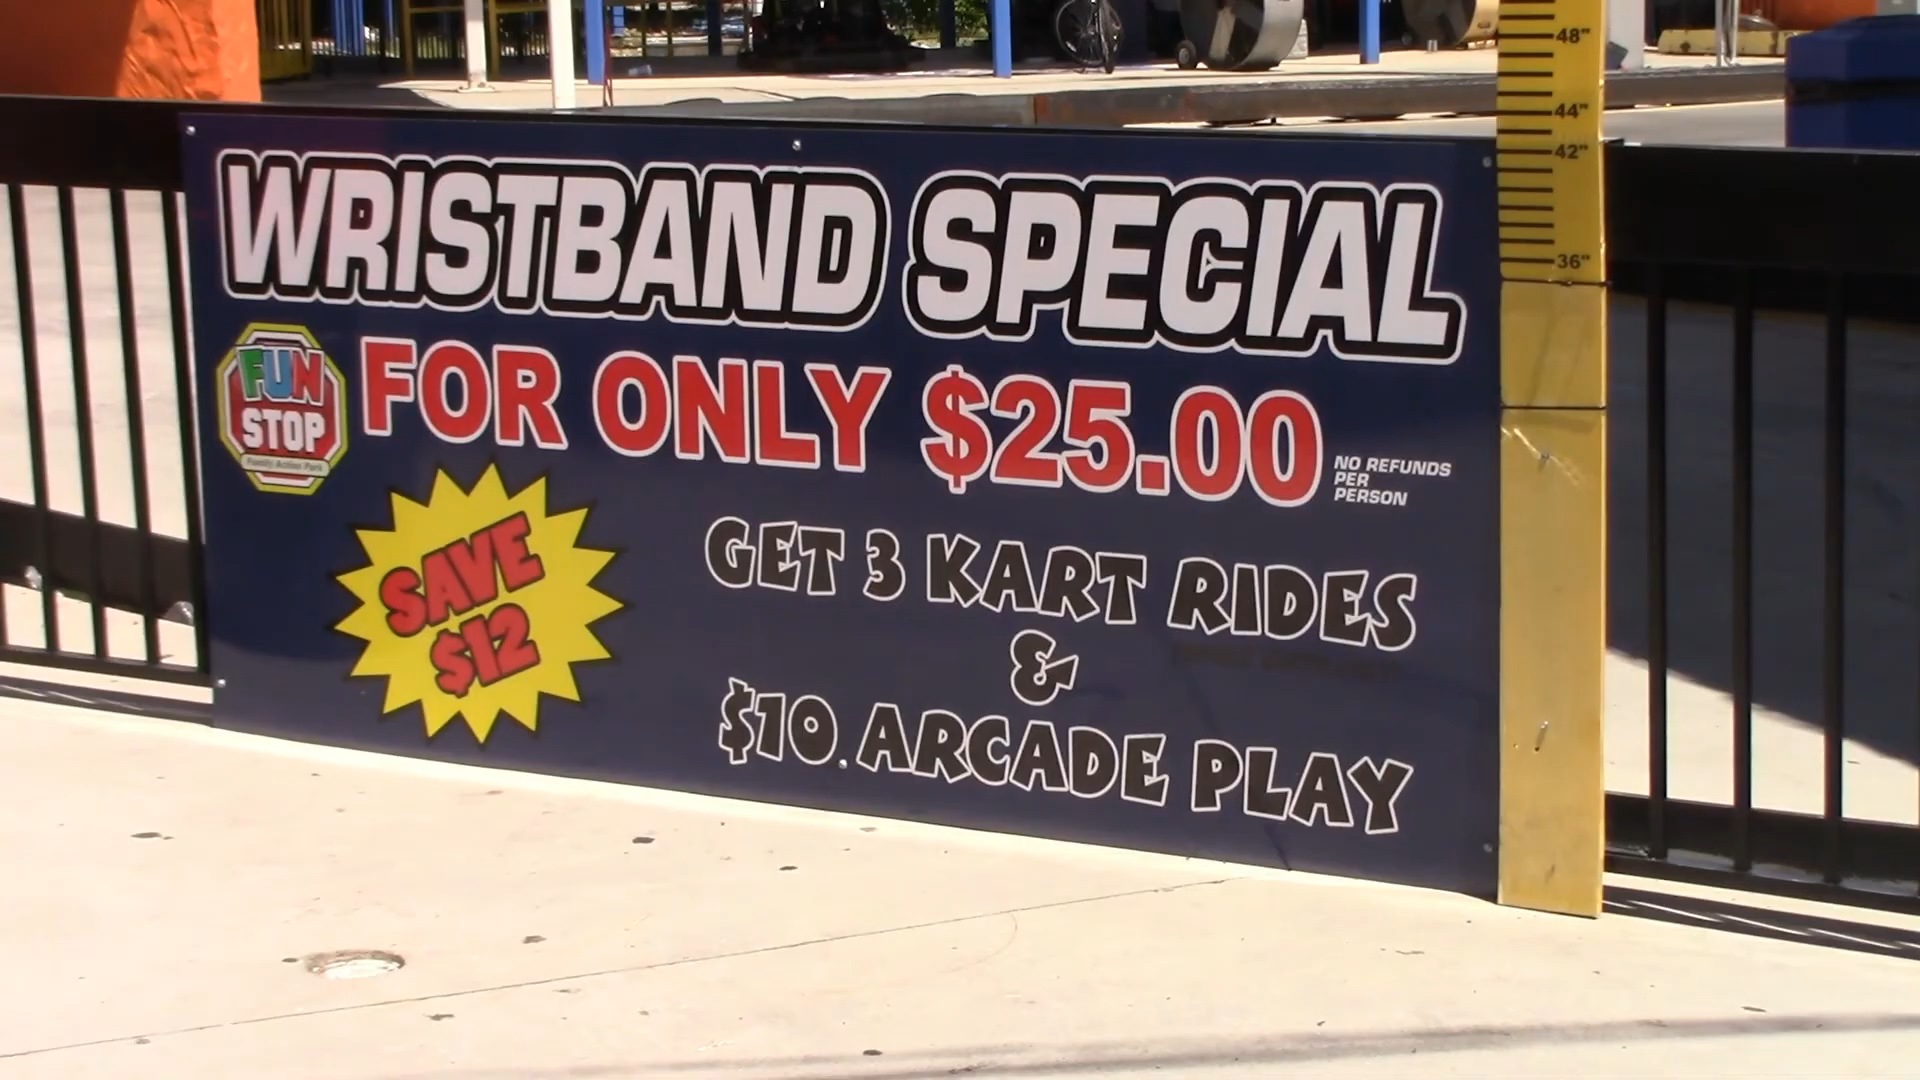 WRISTBAND SPECIAL
FUN
STOP
Family Action Park
FOR ONLY $25.00
NO REFUNDS
PER
PERSON
SAVE
$12
GET 3 KART RIDES
&
$10 ARCADE PLAY
48"
44"
42"
36"